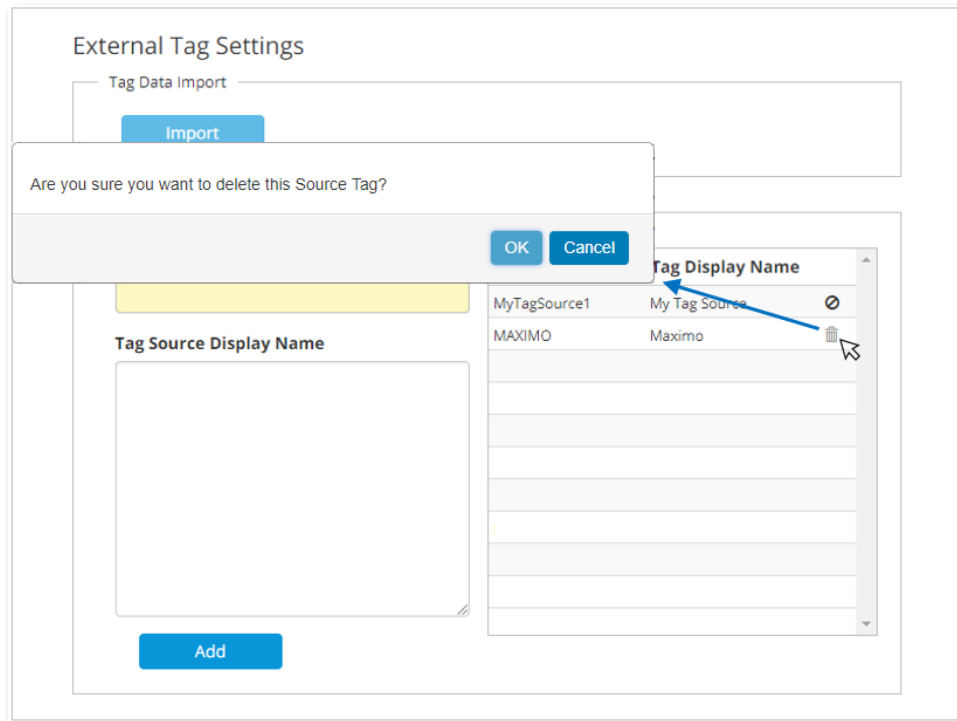 External Tag Settings
Tag Data Import
Import
Are you sure you want to delete this Source Tag?
OK Cancel
Tag Display Name
MyTagSource1 My Tag Source
MAXIMO Maximo
Tag Source Display Name
Add